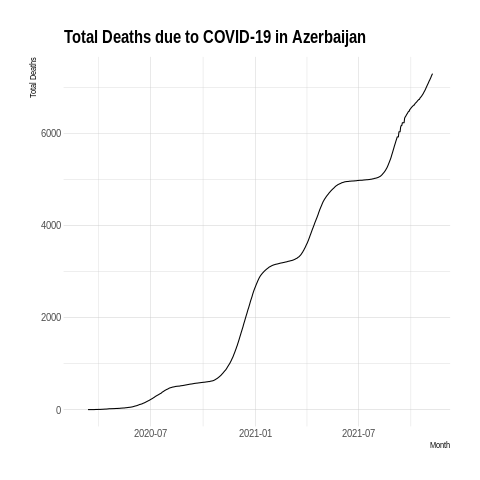 Total Deaths due to COVID-19 in Azerbaijan
Total Deaths
6000
4000
2000
0
2020-07
2021-01
2021-07
Month